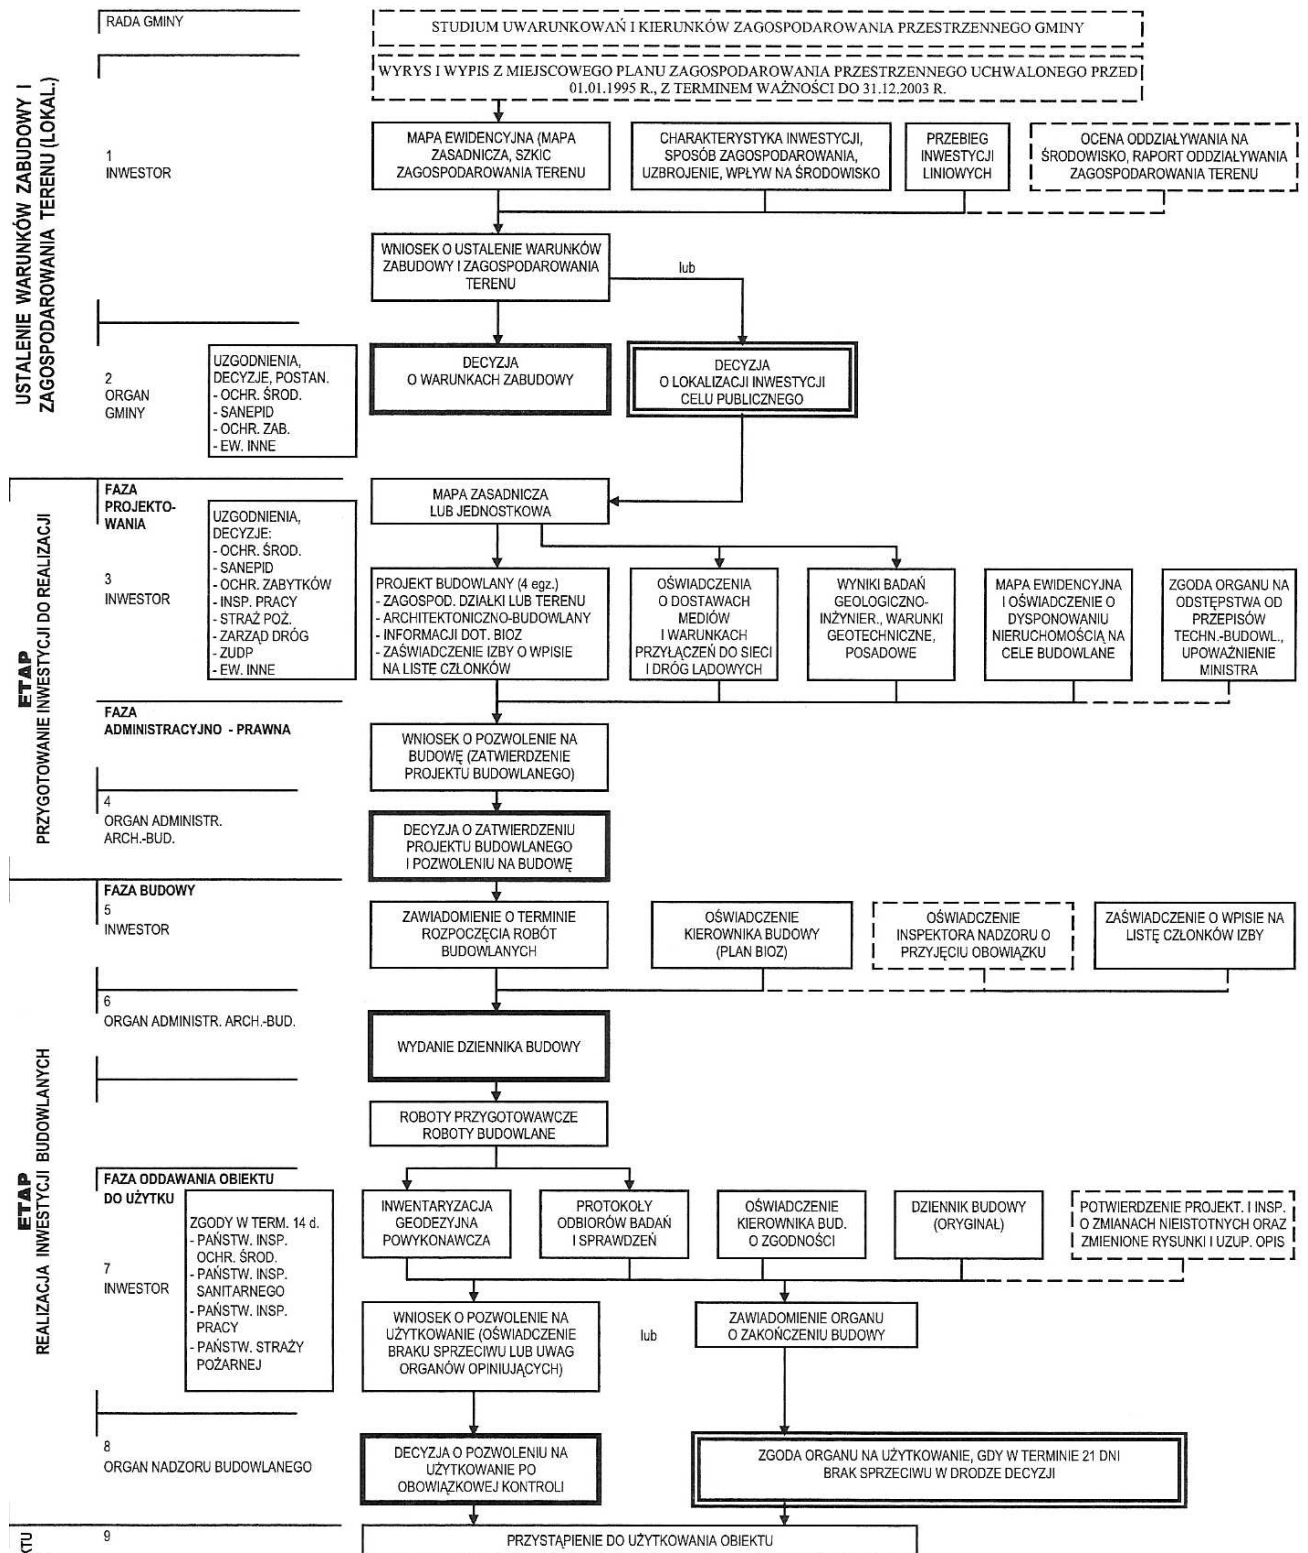 USTALENIE WARUNKÓW ZABUDOWY I
ZAGOSPODAROWANIA TERENU (LOKAL.)
RADA GMINY
STUDIUM UWARUNKOWAŃ I KIERUNKÓW ZAGOSPODAROWANIA PRZESTRZENNEGO GMINY
WYRYS I WYPIS Z MIEJSCOWEGO PLANU ZAGOSPODAROWANIA PRZESTRZENNEGO UCHWALONEGO PRZED
01.01.1995 R., Z TERMINEM WAŻNOŚCI DO 31.12.2003 R.
1
INWESTOR
MAPA EWIDENCYJNA (MAPA
ZASADNICZA, SZKIC
ZAGOSPODAROWANIA TERENU
CHARAKTERYSTYKA INWESTYCJI,
SPOSÓB ZAGOSPODAROWANIA,
UZBROJENIE, WPŁYW NA ŚRODOWISKO
PRZEBIEG
INWESTYCJI
LINIOWYCH
OCENA ODDZIAŁYWANIA NA
ŚRODOWISKO, RAPORT ODDZIAŁYWANIA
ZAGOSPODAROWANIA TERENU
WNIOSEK O USTALENIE WARUNKÓW
ZABUDOWY I ZAGOSPODAROWANIA
TERENU
lub
2
ORGAN
GMINY
UZGODNIENIA,
DECYZJE, POSTAN.
- OCHR. ŚROD.
- SANEPID
- OCHR. ZAB.
- EW. INNE
DECYZJA
O WARUNKACH ZABUDOWY
DECYZJA
O LOKALIZACJI INWESTYCJI
CELU PUBLICZNEGO
ETAP
PRZYGOTOWANIE INWESTYCJI DO REALIZACJI
FAZA
PROJEKTO-
WANIA
3
INWESTOR
UZGODNIENIA,
DECYZJE:
- OCHR. ŚROD.
- SANEPID
- OCHR. ZABYTKÓW
- INSP. PRACY
- STRAŻ POŻ.
- ZARZĄD DRÓG
- ZUDP
- EW. INNE
MAPA ZASADNICZA
LUB JEDNOSTKOWA
PROJEKT BUDOWLANY (4 egz.)
- ZAGOSPOD. DZIAŁKI LUB TERENU
- ARCHITEKTONICZNO-BUDOWLANY
- INFORMACJI DOT. BIOZ
- ZAŚWIADCZENIE IZBY O WPISIE
NA LISTĘ CZŁONKÓW
OŚWIADCZENIA
O DOSTAWACH
MEDIÓW
I WARUNKACH
PRZYŁĄCZEŃ DO SIECI
I DRÓG LĄDOWYCH
WYNIKI BADAŃ
GEOLOGICZNO-
INŻYNIER., WARUNKI
GEOTECHNICZNE,
POSADOWE
MAPA EWIDENCYJNA
I OŚWIADCZENIE O
DYSPONOWANIU
NIERUCHOMOŚCIĄ NA
CELE BUDOWLANE
ZGODA ORGANU NA
ODSTĘPSTWA OD
PRZEPISÓW
TECHN.-BUDOWL.,
UPOWAŻNIENIE
MINISTRA
FAZA
ADMINISTRACYJNO - PRAWNA
WNIOSEK O POZWOLENIE NA
BUDOWĘ (ZATWIERDZENIE
PROJEKTU BUDOWLANEGO)
4
ORGAN ADMINISTR.
ARCH.-BUD.
DECYZJA O ZATWIERDZENIU
PROJEKTU BUDOWLANEGO
I POZWOLENIU NA BUDOWĘ
ETAP
REALIZACJA INWESTYCJI BUDOWLANYCH
FAZA BUDOWY
5
INWESTOR
ZAWIADOMIENIE O TERMINIE
ROZPOCZĘCIA ROBÓT
BUDOWLANYCH
OŚWIADCZENIE
KIEROWNIKA BUDOWY
(PLAN BIOZ)
OŚWIADCZENIE
INSPEKTORA NADZORU O
PRZYJĘCIU OBOWIĄZKU
ZAŚWIADCZENIE O WPISIE NA
LISTĘ CZŁONKÓW IZBY
6
ORGAN ADMINISTR. ARCH.-BUD.
WYDANIE DZIENNIKA BUDOWY
ROBOTY PRZYGOTOWAWCZE
ROBOTY BUDOWLANE
FAZA ODDAWANIA OBIEKTU
DO UŻYTKU
7
INWESTOR
ZGODY W TERM. 14 d.
- PAŃSTW. INSP.
OCHR. ŚROD.
- PAŃSTW. INSP.
SANITARNEGO
- PAŃSTW. INSP.
PRACY
- PAŃSTW. STRAŻY
POŻARNEJ
INWENTARYZACJA
GEODEZYJNA
POWYKONAWCZA
PROTOKOŁY
ODBIORÓW BADAŃ
I SPRAWDZEŃ
OŚWIADCZENIE
KIEROWNIKA BUD.
O ZGODNOŚCI
DZIENNIK BUDOWY
(ORYGINAŁ)
POTWIERDZENIE PROJEKT. I INSP.
O ZMIANACH NIEISTOTNYCH ORAZ
ZMIENIONE RYSUNKI I UZUP. OPIS
WNIOSEK O POZWOLENIE NA
UŻYTKOWANIE (OŚWIADCZENIE
BRAKU SPRZECIWU LUB UWAG
ORGANÓW OPINIUJĄCYCH)
lub
ZAWIADOMIENIE ORGANU
O ZAKOŃCZENIU BUDOWY
8
ORGAN NADZORU BUDOWLANEGO
DECYZJA O POZWOLENIU NA
UŻYTKOWANIE PO
OBOWIĄZKOWEJ KONTROLI
ZGODA ORGANU NA UŻYTKOWANIE, GDY W TERMINIE 21 DNI
BRAK SPRZECIWU W DRODZE DECYZJI
9
PRZYSTĄPIENIE DO UŻYTKOWANIA OBIEKTU